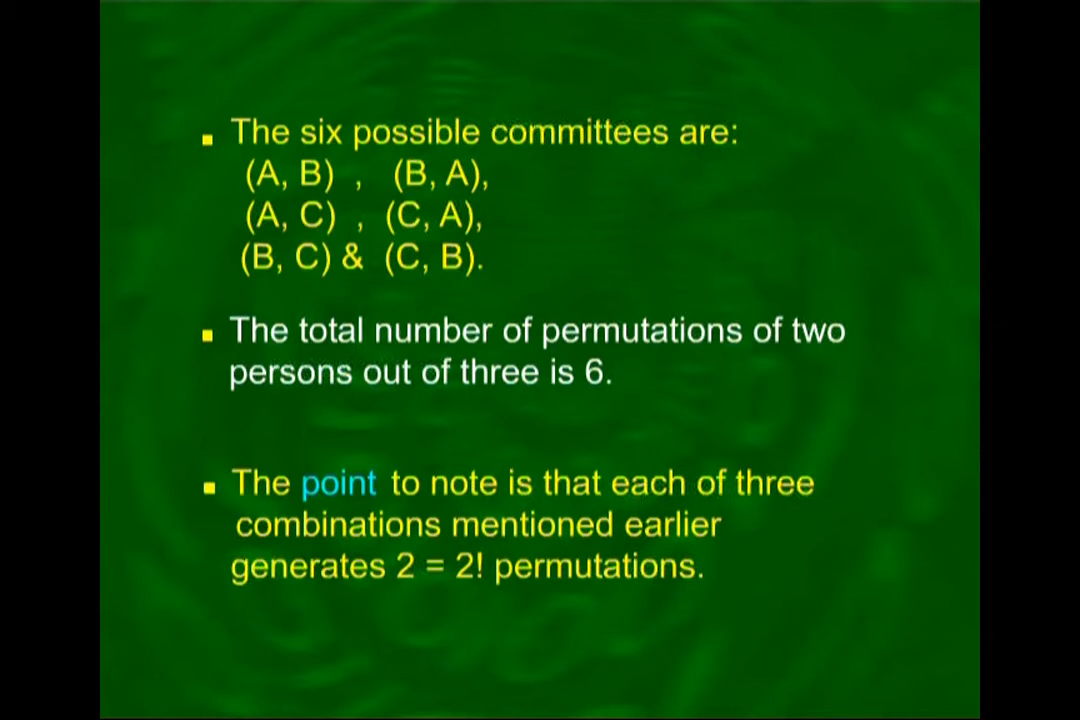 The six possible committees are:
(A, B) , (B, A),
(A, C) , (C, A),
(B, C) & (C, B).
The total number of permutations of two
persons out of three is 6.
The point to note is that each of three
combinations mentioned earlier
generates 2 = 2! permutations.